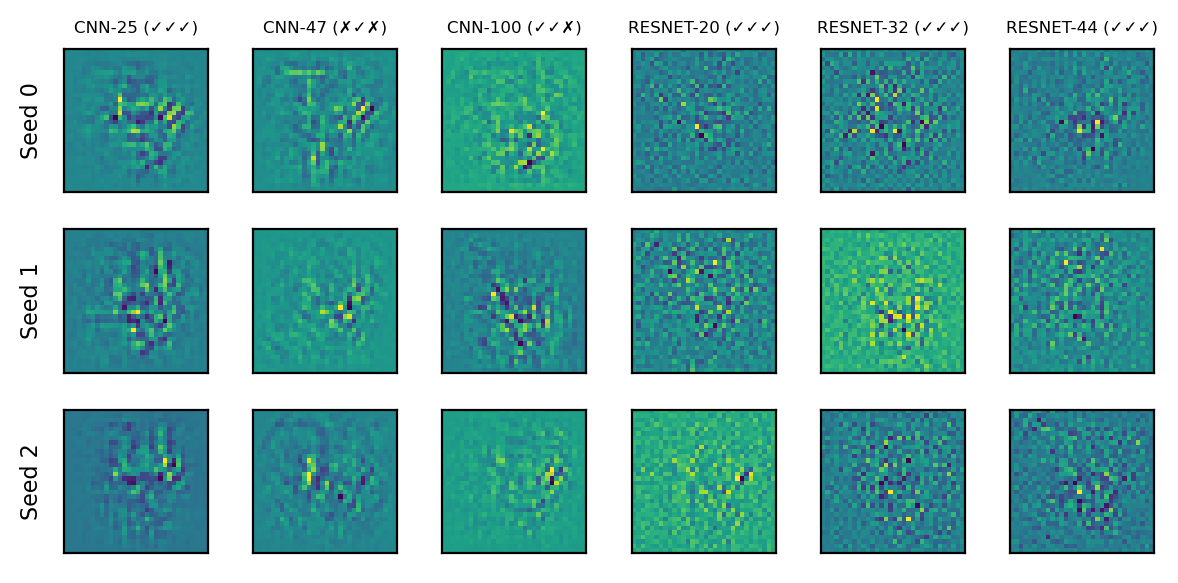 CNN-25 (✓✓✓) CNN-47 (✗✓✗) CNN-100 (✓✓✗) RESNET-20 (✓✓✓) RESNET-32 (✓✓✓) RESNET-44 (✓✓✓)
Seed 0
Seed 1
Seed 2